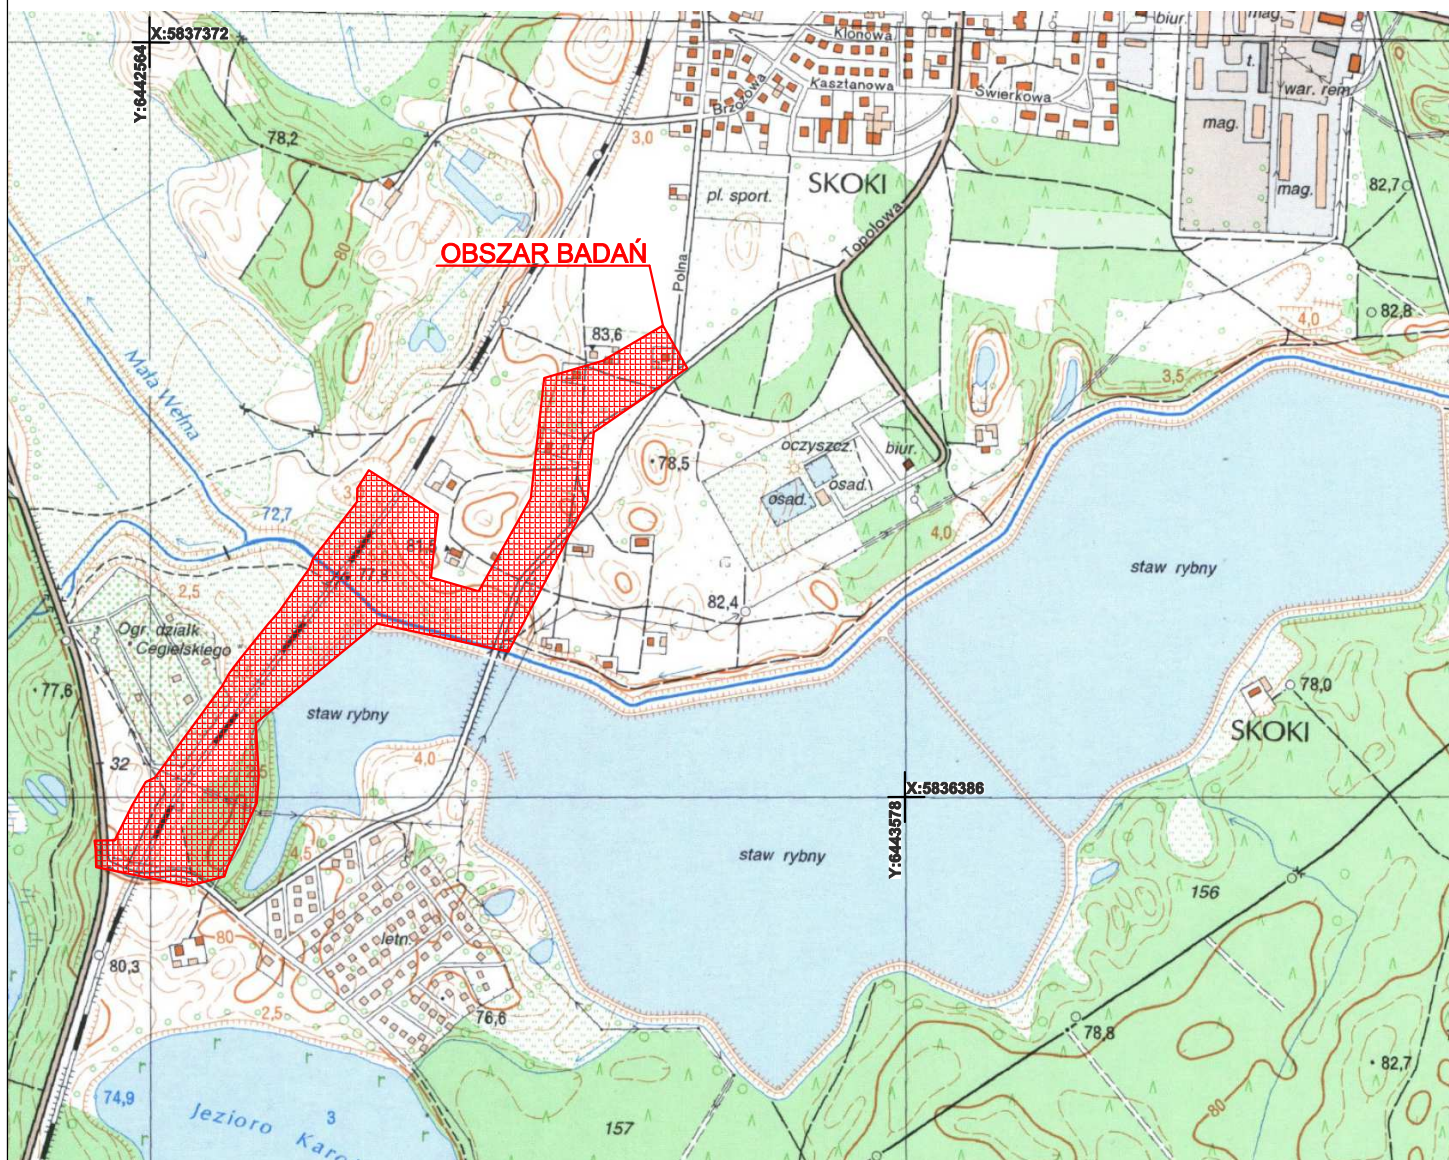 X:5837372
Y:6442564
biur.
mag.
Klonowa
t.
Kasztanowa
Brzozowa
Świerkowa
war. rem.
mag.
78,2
3,0
SKOKI
pl. sport.
82,7
mag.
80
Topolowa
OBSZAR BADAŃ
Polna
r
83,6
4,0
82,8
Mała Wełna
3,5
oczyszcz.
biur.
78,5
osad.
osad.
72,7
4,0
81,5
77,8
staw rybny
2,5
82,4
Ogr. działk.
Cegielskiego
77,6
78,0
staw rybny
SKOKI
32
4,0
X:5836386
Y:6443578
4,5
staw rybny
156
letn.
80
80,3
76,6
2,5
78,8
r
r
r
r
r
82,7
74,9
3
80
Jezioro
157